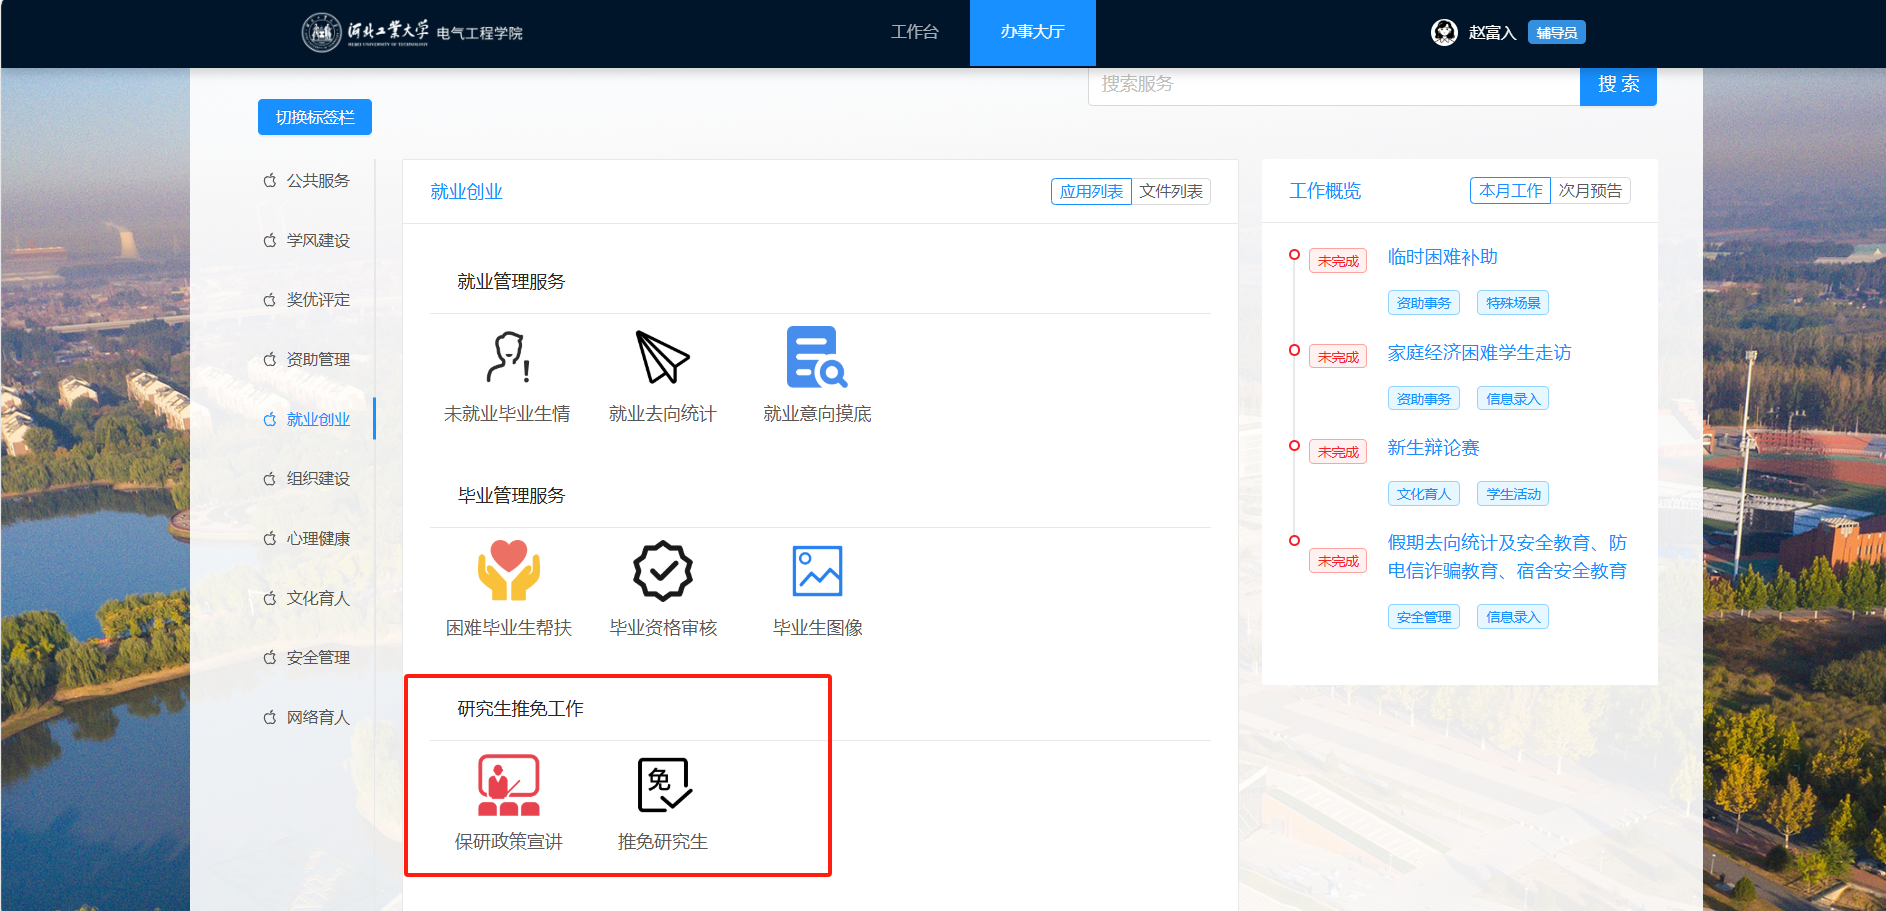 河北工业大学 电气工程学院
HEBEI UNIVERSITY OF TECHNOLOGY
工作台
办事大厅
赵富入
辅导员
搜索服务
搜 索
切换标签栏
公共服务
学风建设
奖优评定
资助管理
就业创业
组织建设
心理健康
文化育人
安全管理
网络育人
就业创业
应用列表
文件列表
就业管理服务
未就业毕业生情
就业去向统计
就业意向摸底
毕业管理服务
困难毕业生帮扶
毕业资格审核
毕业生图像
研究生推免工作
免
保研政策宣讲
推免研究生
工作概览
本月工作
次月预告
未完成
临时困难补助
资助事务
特殊场景
未完成
家庭经济困难学生走访
资助事务
信息录入
未完成
新生辩论赛
文化育人
学生活动
未完成
假期去向统计及安全教育、防
电信诈骗教育、宿舍安全教育
安全管理
信息录入